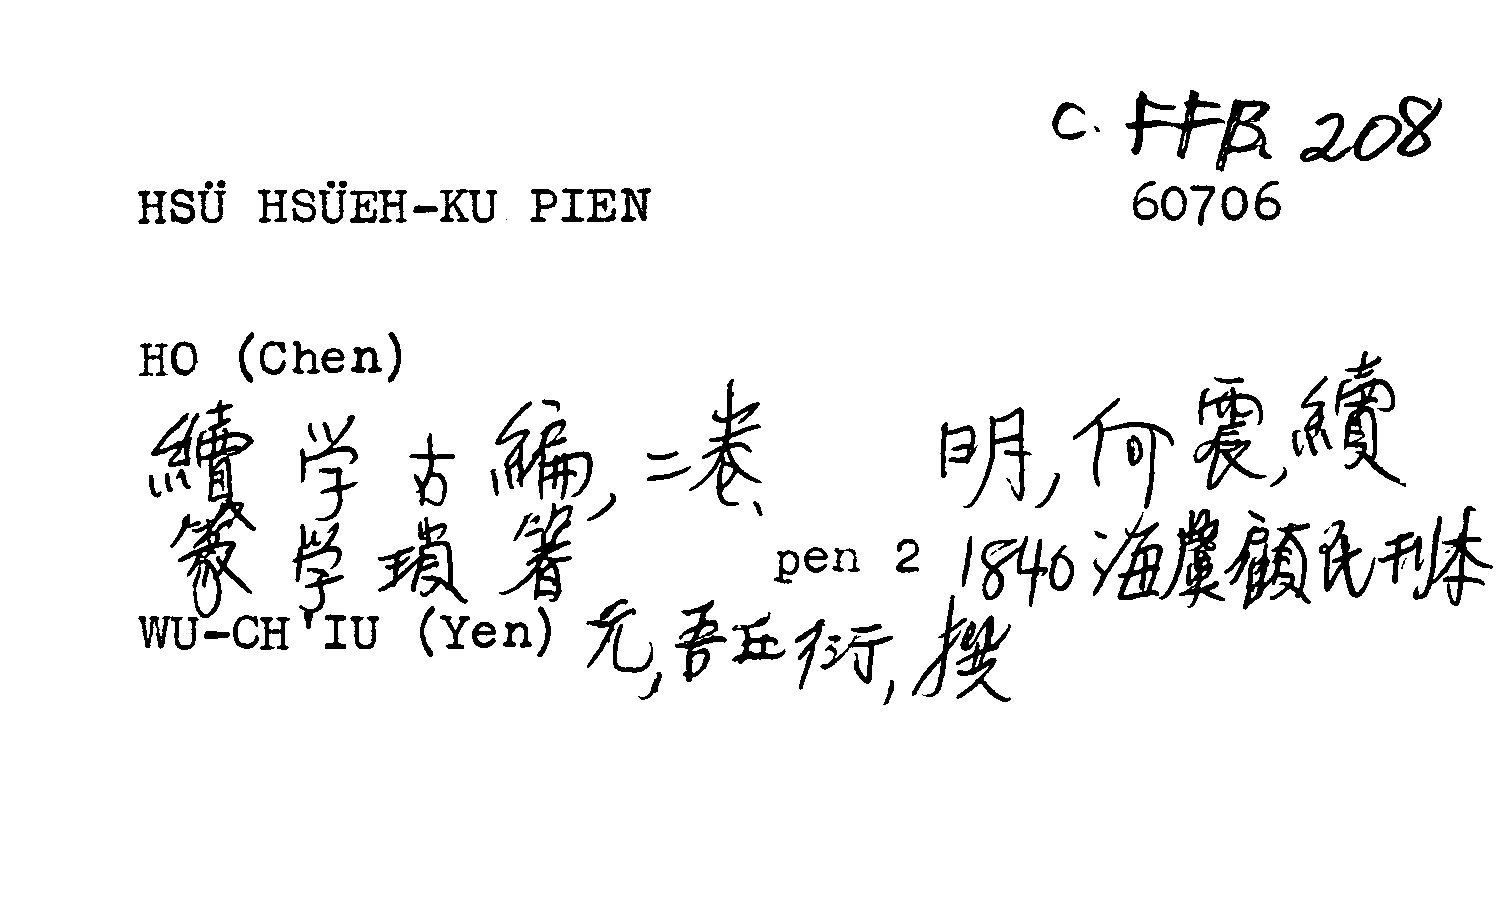 C. FFB 208
HSÜ HSÜEH-KU PIEN 60706
HO (Chen)
續学古編, 二卷、 明, 何震, 續
篆学瑣著 pen 2 1840 海虞顧氏刊本
WU-CH'IU (Yen) 元, 吾丘衍, 撰